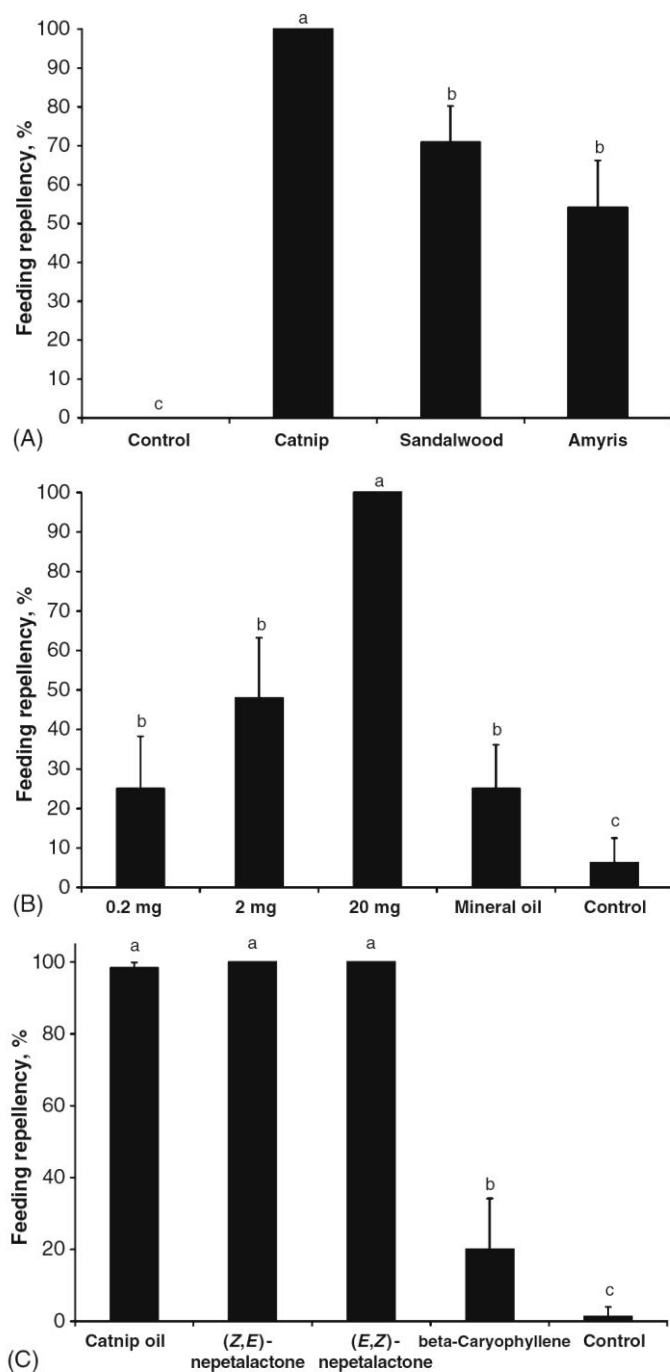 Feeding repellency, %
100
90
80
70
60
50
40
30
20
10
0
a
b
b
c
(A)
Control Catnip Sandalwood Amyris
Feeding repellency, %
100
90
80
70
60
50
40
30
20
10
0
a
b
b
b
c
(B)
0.2 mg 2 mg 20 mg Mineral oil Control
Feeding repellency, %
100
80
60
40
20
0
a a a
b
c
(C)
Catnip oil (Z,E)- (E,Z)- beta-Caryophyllene Control
nepetalactone nepetalactone